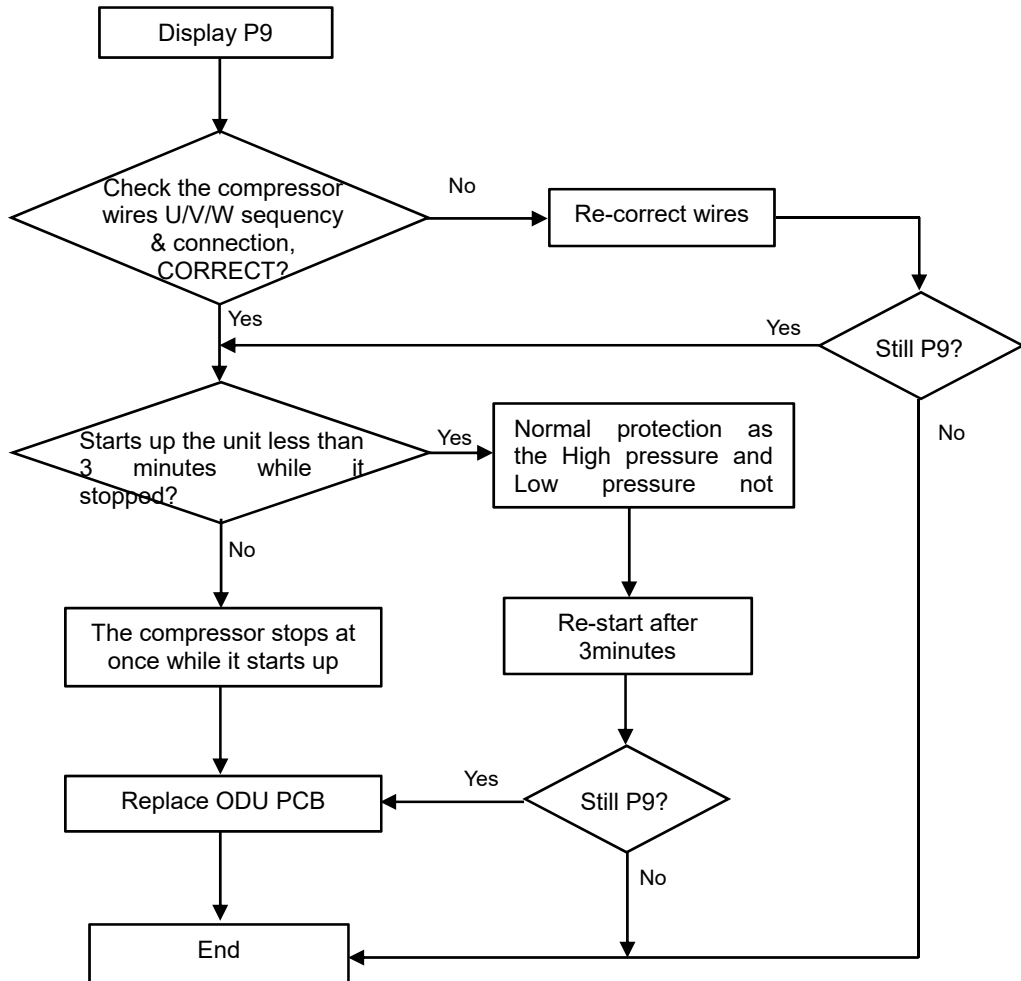 Display P9
Check the compressor
wires U/V/W sequency
& connection,
CORRECT?
No
Re-correct wires
Yes
Yes
Still P9?
No
Starts up the unit less than
3 minutes while it
stopped?
Yes
Normal protection as
the High pressure and
Low pressure not
No
The compressor stops at
once while it starts up
Re-start after
3minutes
Replace ODU PCB
Yes
Still P9?
No
End